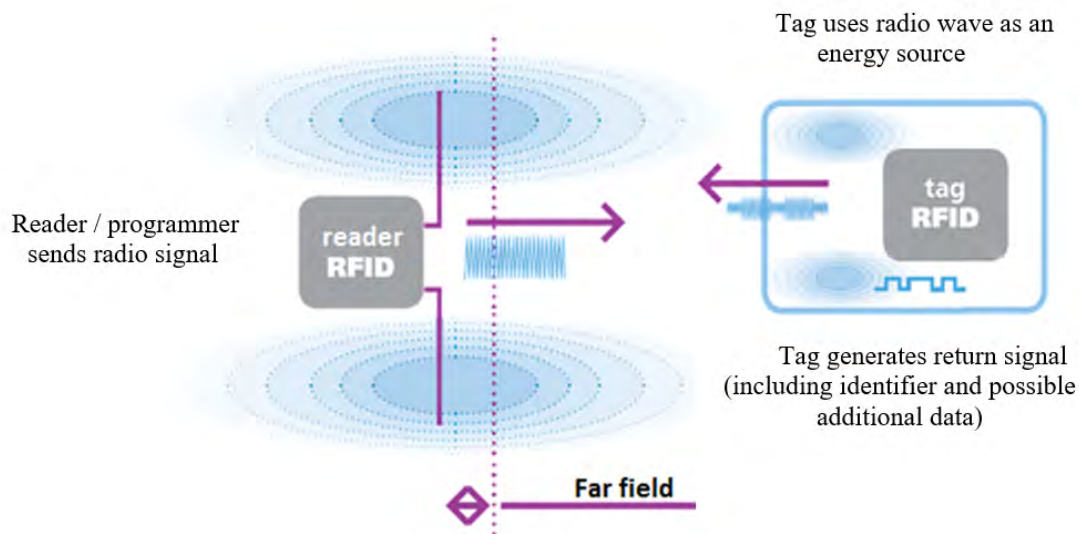 Tag uses radio wave as an
energy source
Reader / programmer
sends radio signal
reader
RFID
tag
RFID
Tag generates return signal
(including identifier and possible
additional data)
Far field